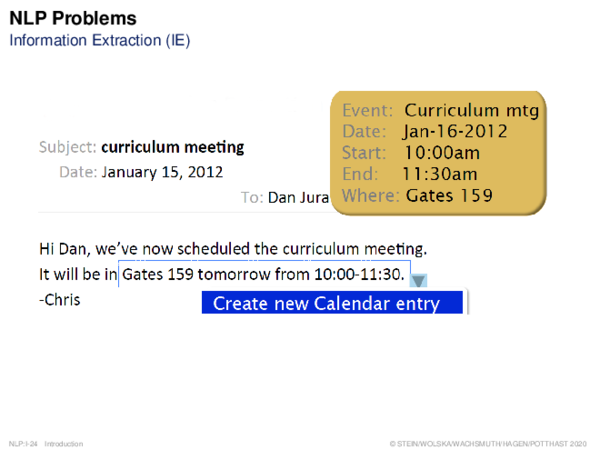 NLP Problems
Information Extraction (IE)
Event: Curriculum mtg
Date: Jan-16-2012
Start: 10:00am
End: 11:30am
Where: Gates 159
Subject: curriculum meeting
Date: January 15, 2012
To: Dan Jura
Hi Dan, we've now scheduled the curriculum meeting.
It will be in Gates 159 tomorrow from 10:00-11:30.
-Chris
Create new Calendar entry
NLP:I-24 Introduction
© STEIN/WOLSKA/WACHSMUTH/HAGEN/POTTHAST 2020